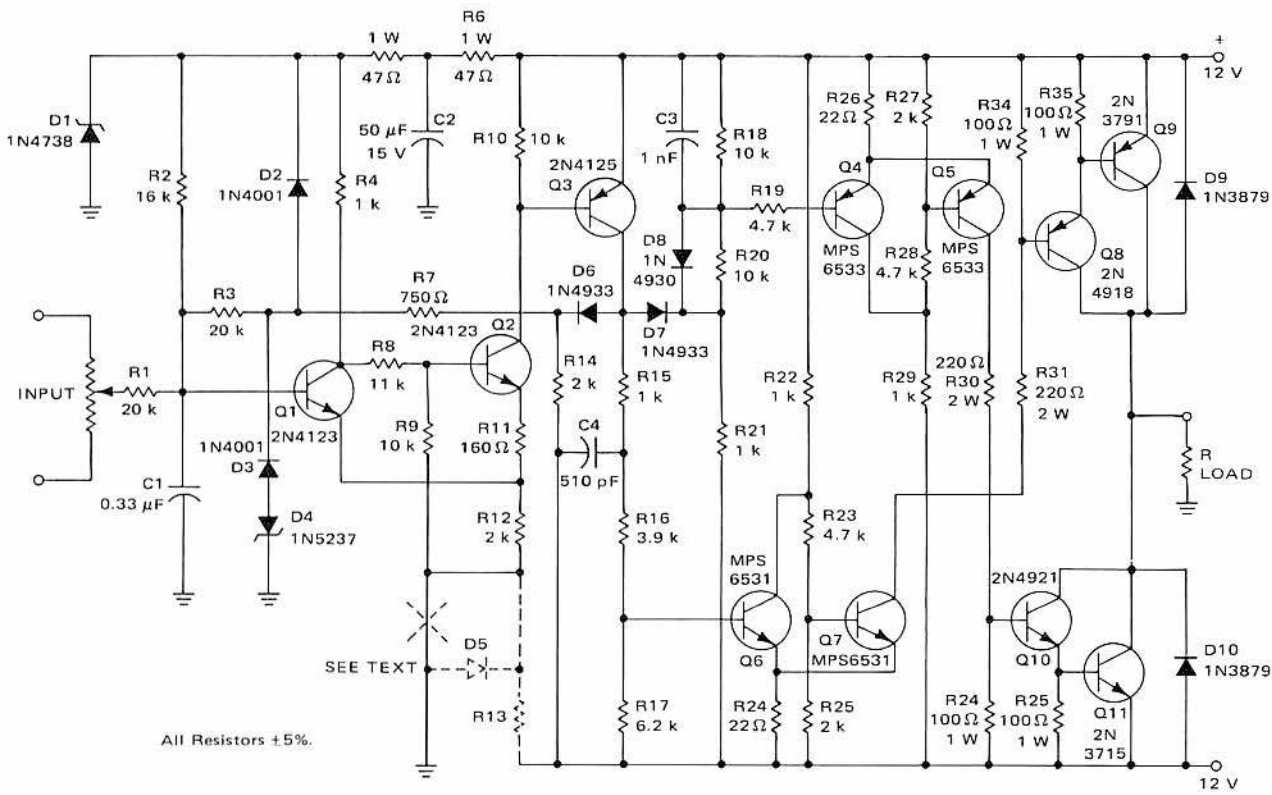 1 W
47Ω
R6
1 W
47Ω
+
12 V
D1
1N4738
R2
16 k
D2
1N4001
R4
1 k
50 μF
15 V
C2
R10
10 k
2N4125
Q3
C3
1 nF
R18
10 k
R19
4.7 k
R26
22Ω
Q4
MPS
6533
R27
2 k
Q5
MPS
6533
R28
4.7 k
R34
100Ω
1 W
R35
100Ω
1 W
2N
3791
Q9
D9
1N3879
Q8
2N
4918
D8
1N
4930
R20
10 k
D6
1N4933
D7
1N4933
R3
20 k
R7
750Ω
2N4123
Q2
INPUT
R1
20 k
Q1
2N4123
R8
11 k
R9
10 k
R11
160Ω
R14
2 k
R15
1 k
C4
510 pF
R21
1 k
R22
1 k
R29
1 k
220Ω
R30
2 W
R31
220Ω
2 W
R
LOAD
C1
0.33 μF
1N4001
D3
D4
1N5237
R12
2 k
R16
3.9 k
R23
4.7 k
MPS
6531
Q6
Q7
MPS6531
2N4921
Q10
D10
1N3879
Q11
2N
3715
SEE TEXT
D5
R13
R17
6.2 k
R24
22Ω
R25
2 k
R24
100Ω
1 W
R25
100Ω
1 W
12 V
All Resistors ±5%.